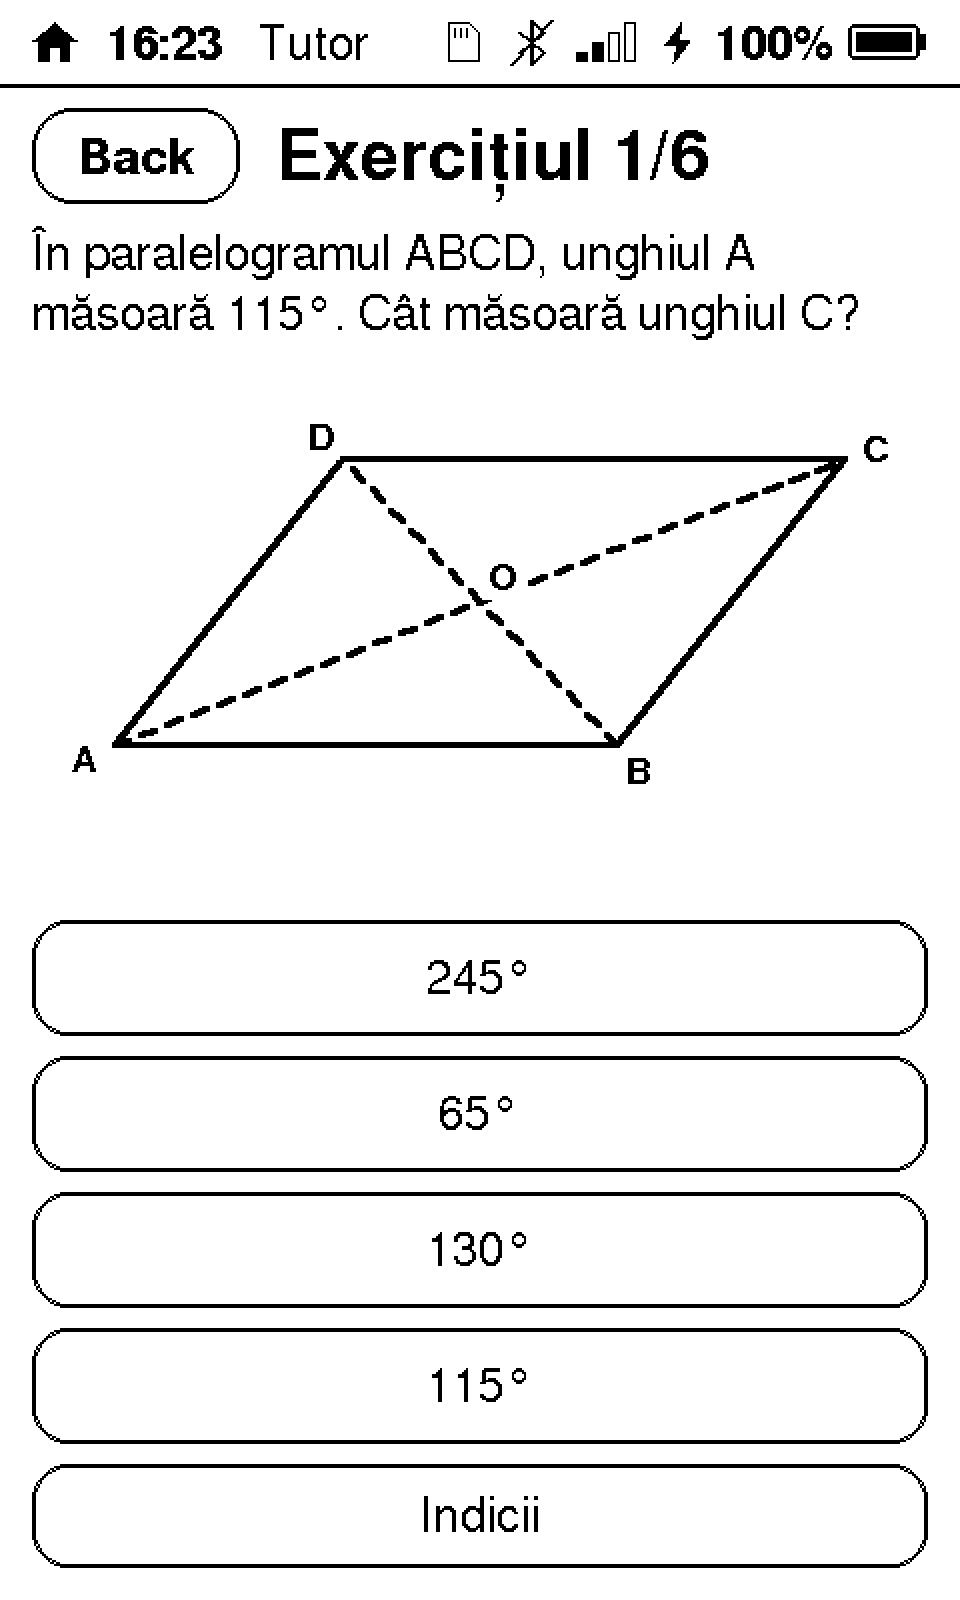 16:23 Tutor 100%
Back Exercițiul 1/6
În paralelogramul ABCD, unghiul A
măsoară 115°. Cât măsoară unghiul C?
D C
O
A B
245°
65°
130°
115°
Indicii